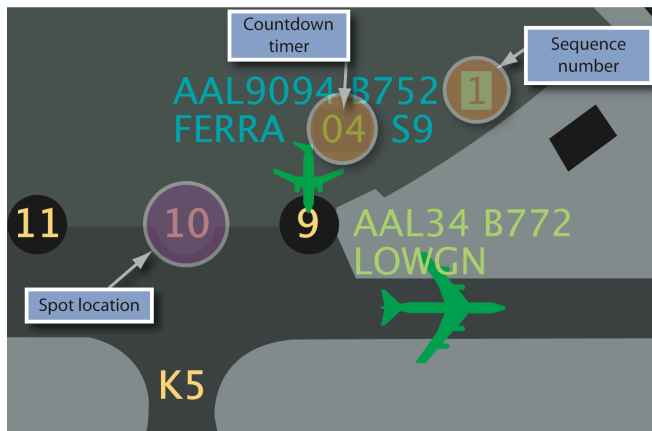 Countdown
timer
Sequence
number
AAL9094 B752 1
FERRA 04 S9
11 10 9 AAL34 B772
LOWGN
Spot location
K5